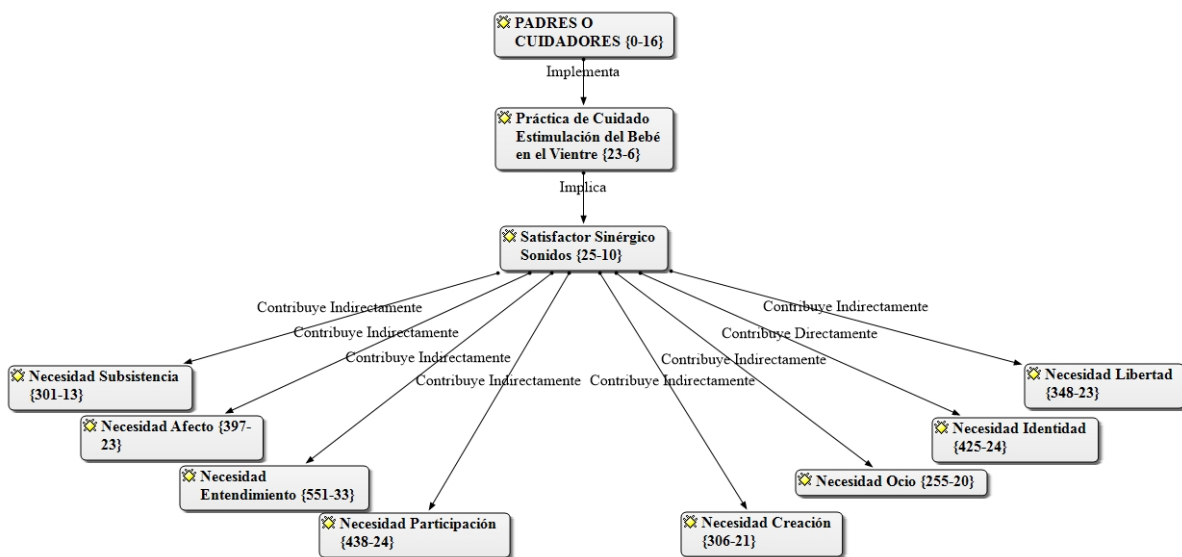 PADRES O
CUIDADORES {0-16}
Implementa
Práctica de Cuidado
Estimulación del Bebé
en el Vientre {23-6}
Implica
Satisfactor Sinérgico
Sonidos {25-10}
Contribuye Indirectamente
Contribuye Indirectamente
Contribuye Indirectamente
Contribuye Directamente
Contribuye Indirectamente
Contribuye Indirectamente
Contribuye Indirectamente
Contribuye Indirectamente
Necesidad Subsistencia
{301-13}
Necesidad Libertad
{348-23}
Necesidad Afecto {397-
23}
Necesidad Identidad
{425-24}
Necesidad
Entendimiento {551-33}
Necesidad Ocio {255-20}
Necesidad Participación
{438-24}
Necesidad Creación
{306-21}